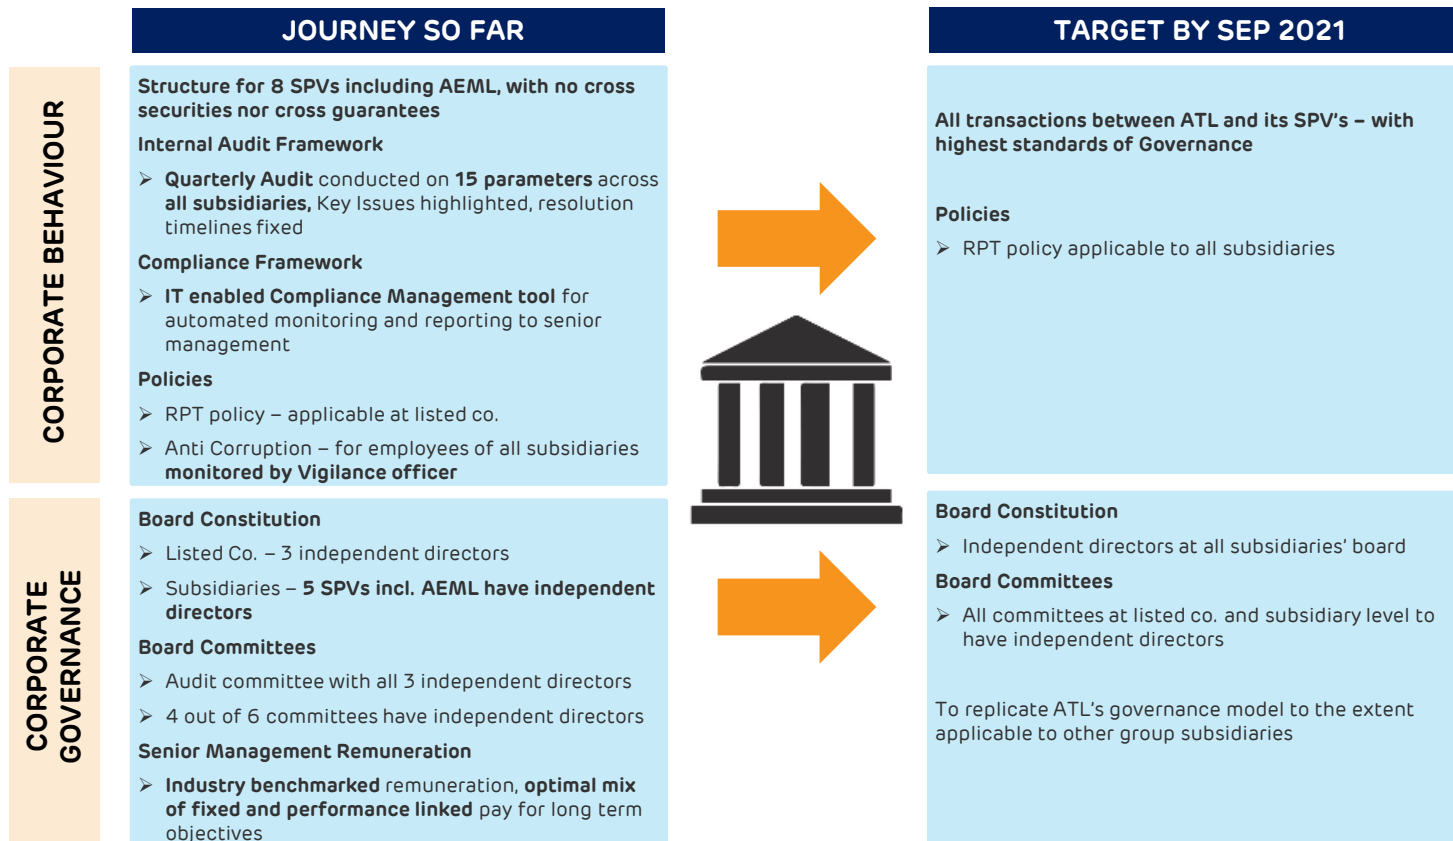 JOURNEY SO FAR
TARGET BY SEP 2021
CORPORATE BEHAVIOUR
Structure for 8 SPVs including AEML, with no cross
securities nor cross guarantees
Internal Audit Framework
➢ Quarterly Audit conducted on 15 parameters across
all subsidiaries, Key Issues highlighted, resolution
timelines fixed
Compliance Framework
➢ IT enabled Compliance Management tool for
automated monitoring and reporting to senior
management
Policies
➢ RPT policy – applicable at listed co.
➢ Anti Corruption – for employees of all subsidiaries
monitored by Vigilance officer
All transactions between ATL and its SPV's – with
highest standards of Governance
Policies
➢ RPT policy applicable to all subsidiaries
CORPORATE
GOVERNANCE
Board Constitution
➢ Listed Co. – 3 independent directors
➢ Subsidiaries – 5 SPVs incl. AEML have independent
directors
Board Committees
➢ Audit committee with all 3 independent directors
➢ 4 out of 6 committees have independent directors
Senior Management Remuneration
➢ Industry benchmarked remuneration, optimal mix
of fixed and performance linked pay for long term
objectives
Board Constitution
➢ Independent directors at all subsidiaries' board
Board Committees
➢ All committees at listed co. and subsidiary level to
have independent directors
To replicate ATL's governance model to the extent
applicable to other group subsidiaries